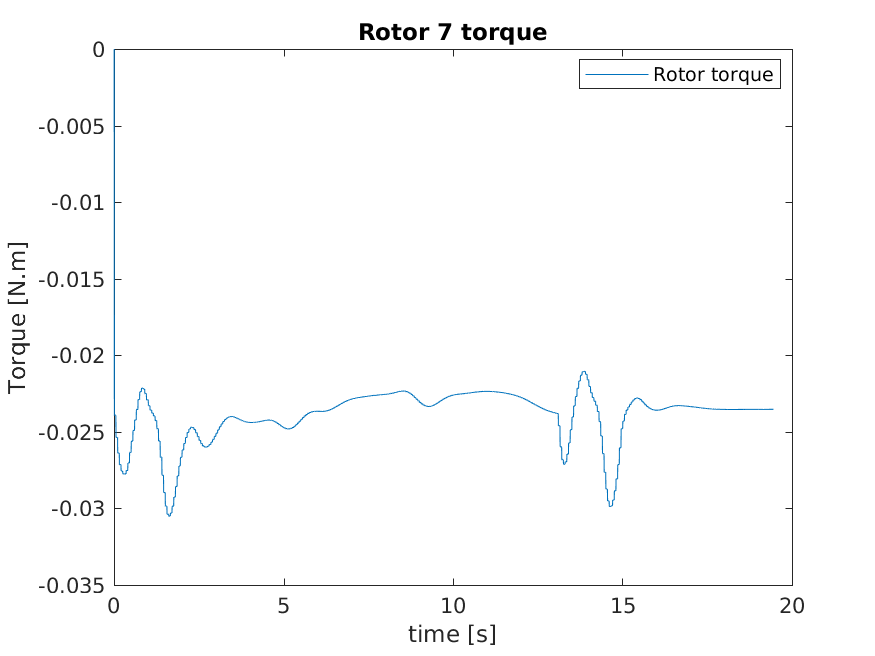 Rotor 7 torque
Rotor torque
0
-0.005
-0.01
-0.015
-0.02
-0.025
-0.03
-0.035
Torque [N.m]
0 5 10 15 20
time [s]